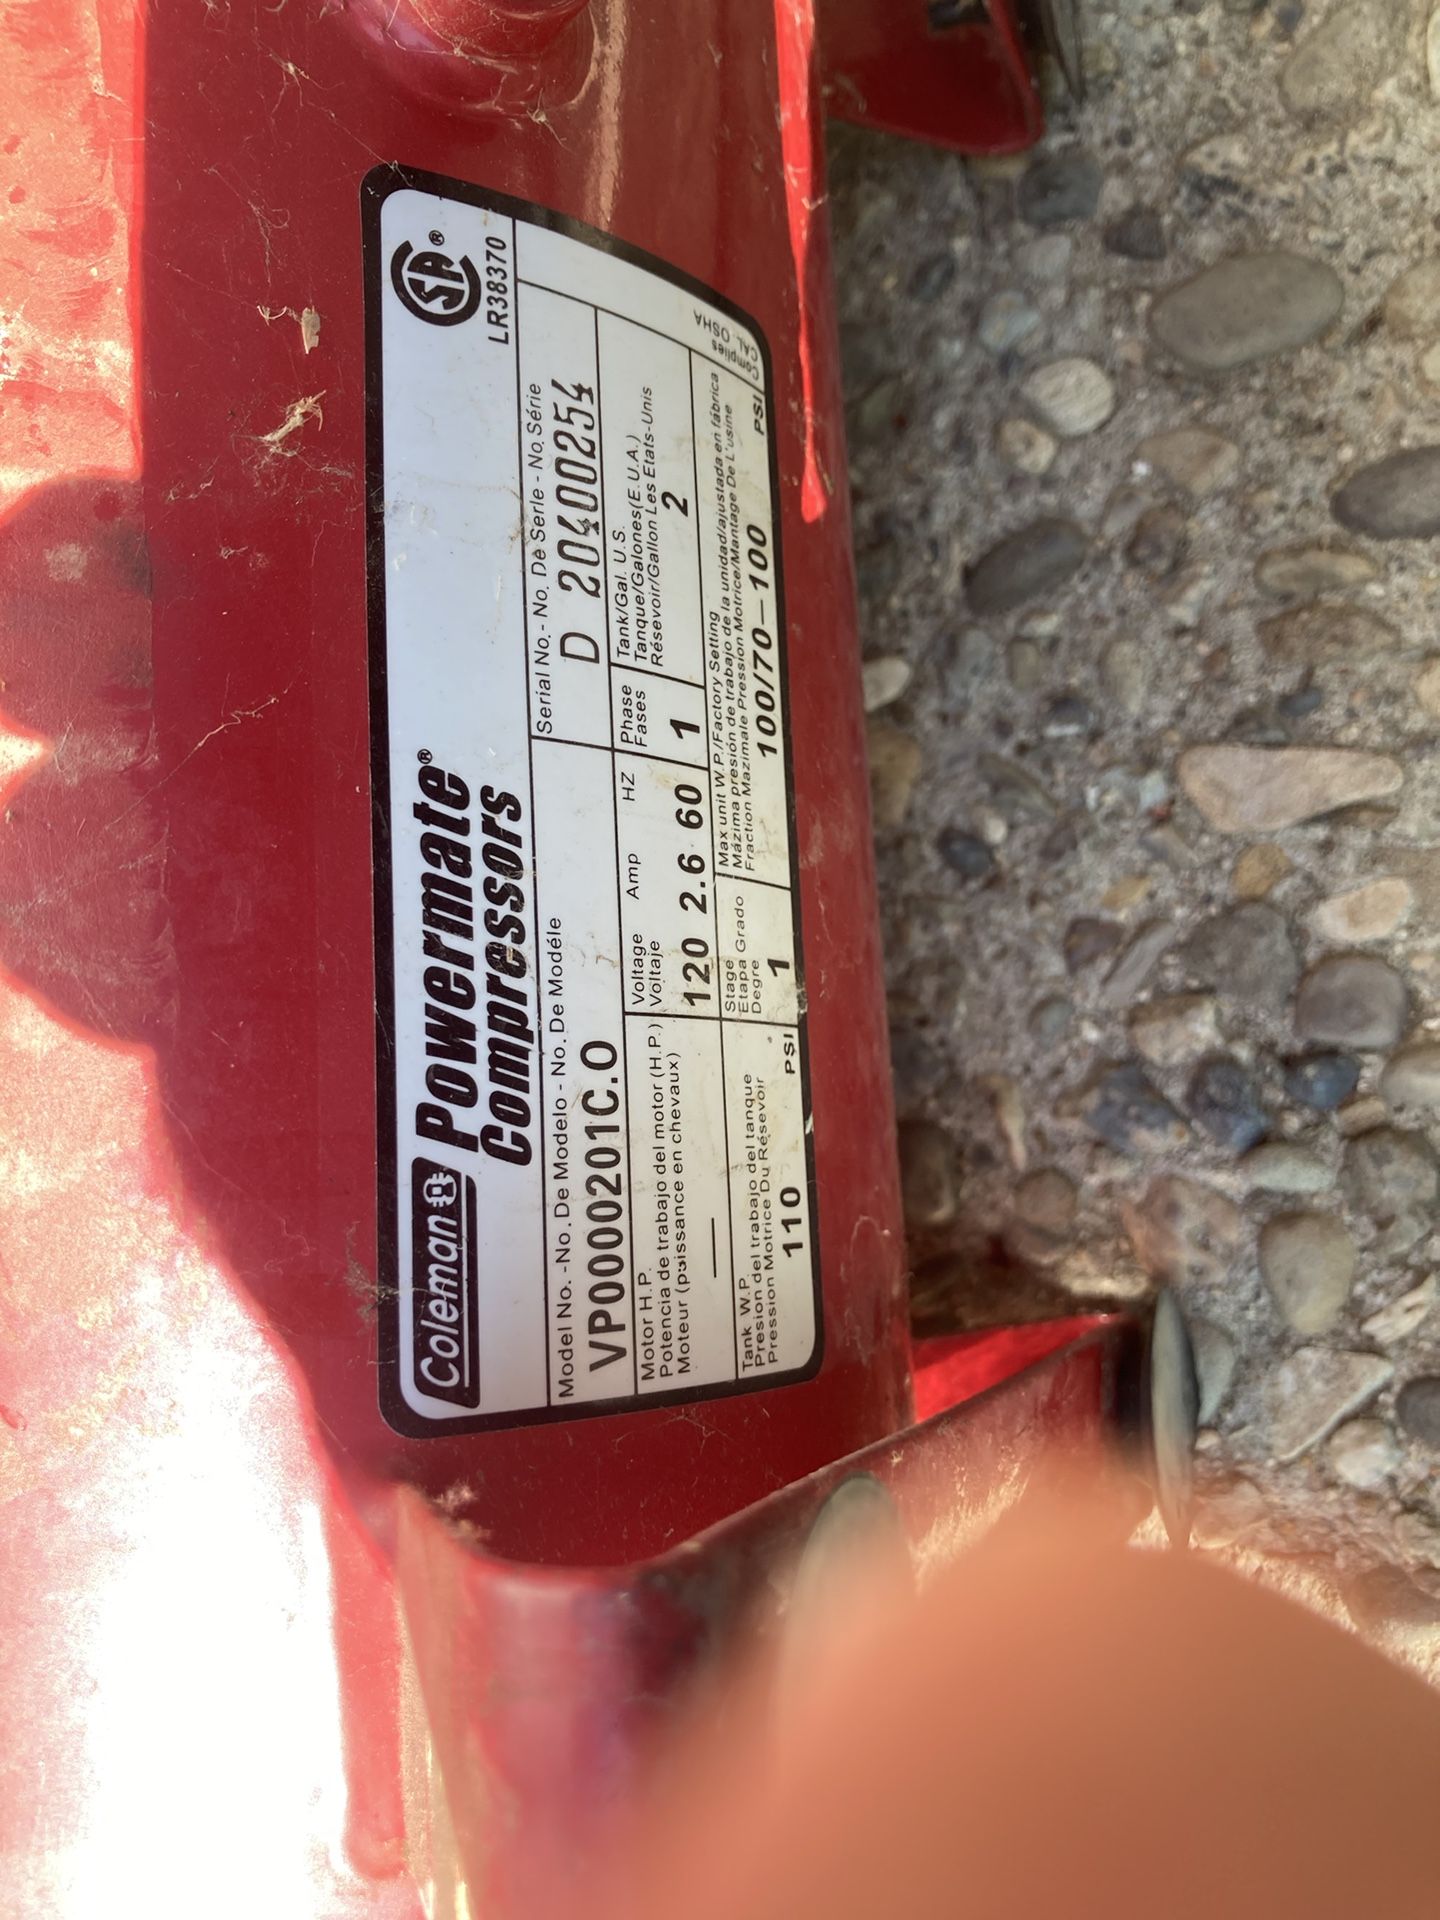 Coleman Powermate®
Compressors
SA®
LR38370
Model No. -No. De Modelo - No. De Modéle
VP0000201C.O
Serial No.- No. De Serle - No. Série
D 20400254
Motor H.P.
Potencia de trabajo del motor (H.P.)
Moteur (puissance en chevaux)
—
Voltage Amp HZ
Voltaje
120 2.6 60
Phase
Fases
1
Tank/Gal. U.S.
Tanque/Galones(E.U.A.)
Résevoir/Gallon Les Etats-Unis
2
Tank W.P.
Presion del trabajo del tanque
Pression Motrice Du Résevoir
110 PSI
Stage
Etapa Grado
Degre
1
Max unit W.P./Factory Setting
Mázima presión de trabajo de la unidad/ajustada en fábrica
Fraction Mazimale Pression Motrice/Mantage De L'usine
100/70—100 PSI
Complies
CAL OSHA